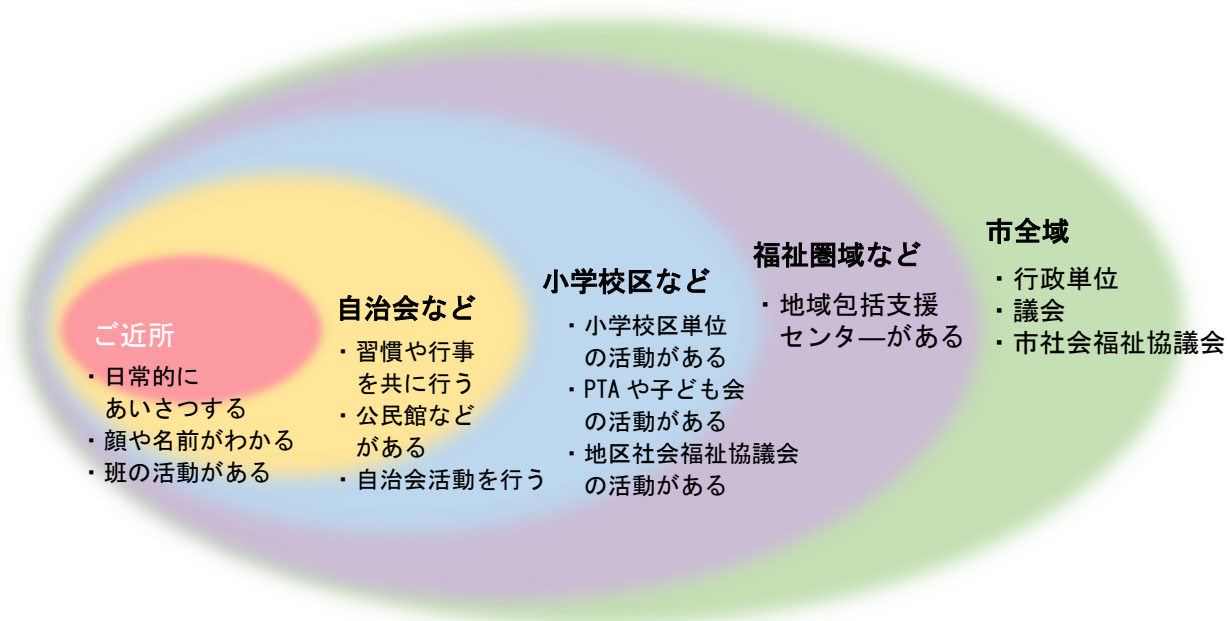 ご近所
・日常的に
あいさつする
・顔や名前がわかる
・班の活動がある
自治会など
・習慣や行事
を共に行う
・公民館など
がある
・自治会活動を行う
小学校区など
・小学校区単位
の活動がある
・PTA や子ども会
の活動がある
・地区社会福祉協議会
の活動がある
福祉圏域など
・地域包括支援
センタ―がある
市全域
・行政単位
・議会
・市社会福祉協議会